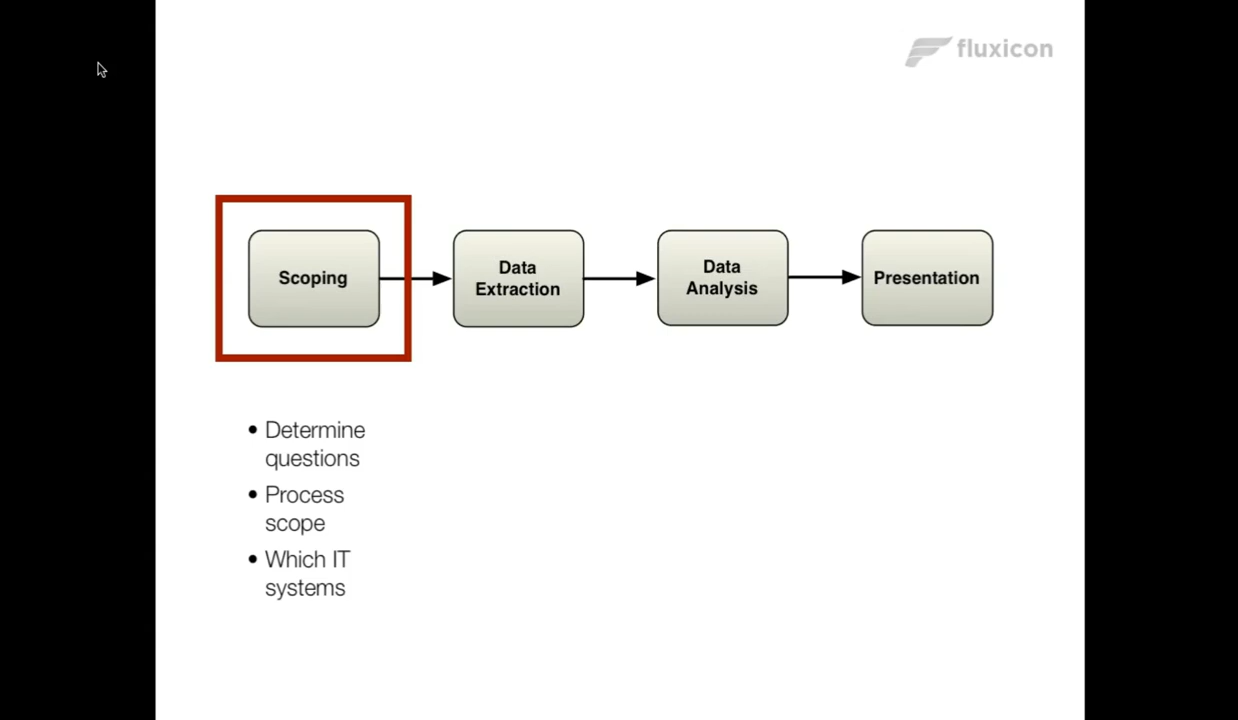 fluxicon
Scoping
Data
Extraction
Data
Analysis
Presentation
• Determine
questions
• Process
scope
• Which IT
systems